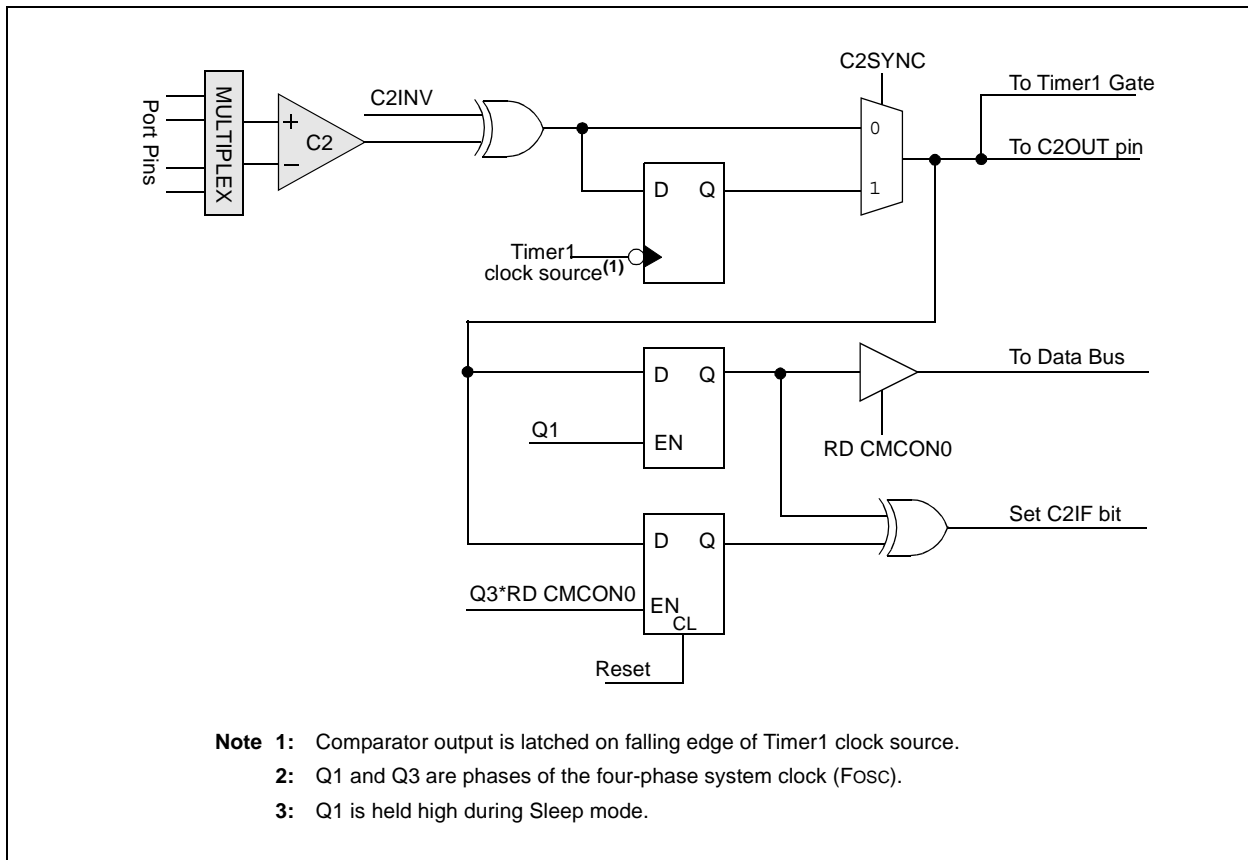 C2SYNC
To Timer1 Gate
Port Pins
MULTIPLEX
+
C2
−
C2INV
0
To C2OUT pin
D Q
1
Timer1
clock source(1)
D Q
To Data Bus
Q1
EN
RD CMCON0
Set C2IF bit
D Q
Q3*RD CMCON0
EN
CL
Reset
Note 1: Comparator output is latched on falling edge of Timer1 clock source.
2: Q1 and Q3 are phases of the four-phase system clock (FOSC).
3: Q1 is held high during Sleep mode.